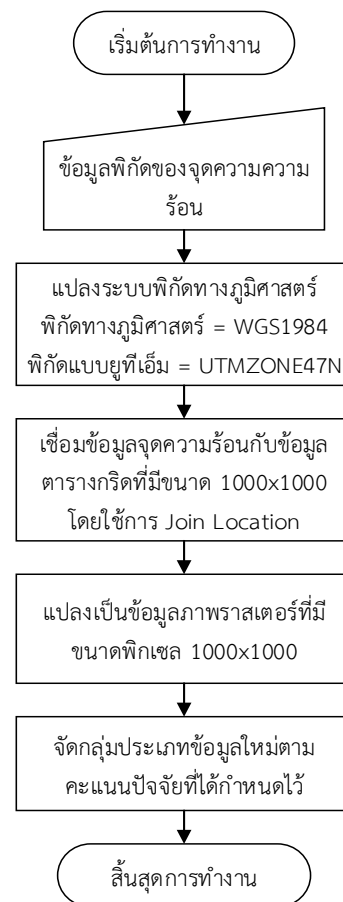 เริ่มต้นการทำงาน
ข้อมูลพิกัดของจุดความความ
ร้อน
แปลงระบบพิกัดทางภูมิศาสตร์
พิกัดทางภูมิศาสตร์ = WGS1984
พิกัดแบบยูทีเอ็ม = UTMZONE47N
เชื่อมข้อมูลจุดความร้อนกับข้อมูล
ตารางกริดที่มีขนาด 1000x1000
โดยใช้การ Join Location
แปลงเป็นข้อมูลภาพราสเตอร์ที่มี
ขนาดพิกเซล 1000x1000
จัดกลุ่มประเภทข้อมูลใหม่ตาม
คะแนนปัจจัยที่ได้กำหนดไว้
สิ้นสุดการทำงาน